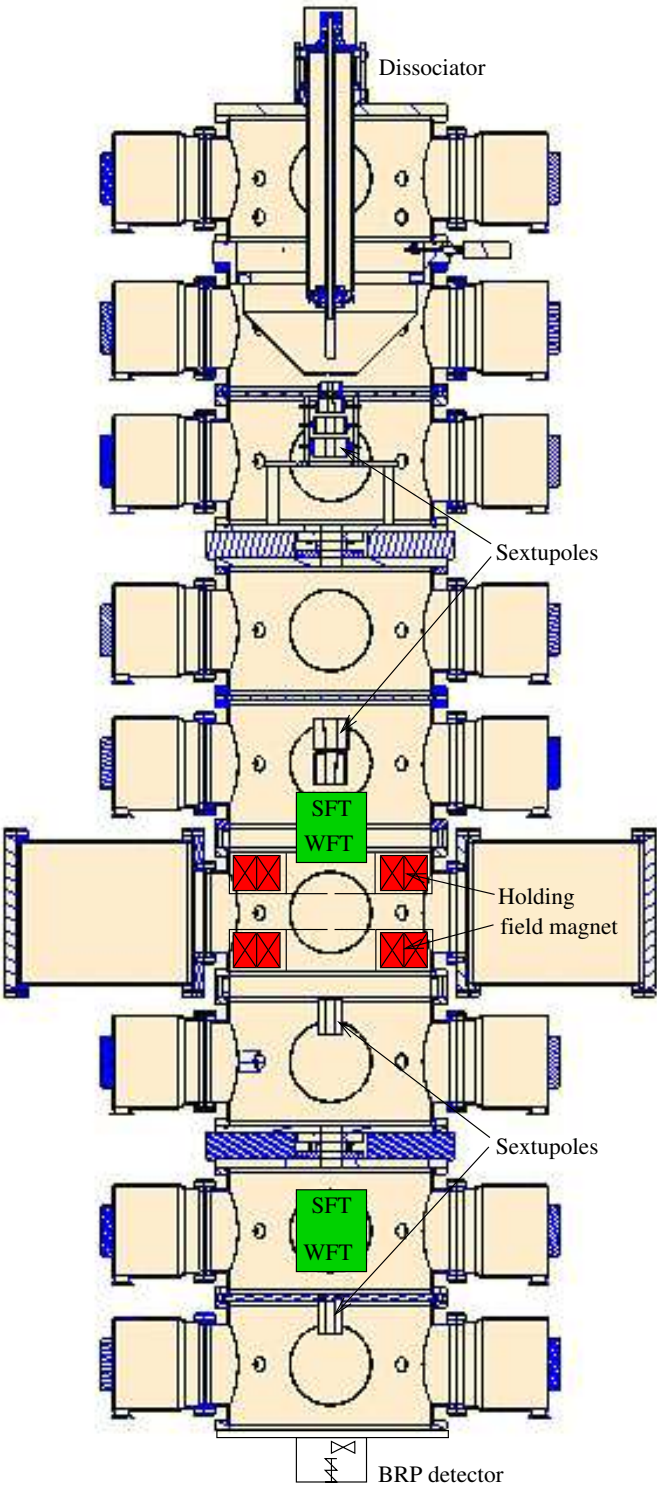 Dissociator
Sextupoles
SFT
WFT
Holding
field magnet
Sextupoles
SFT
WFT
BRP detector